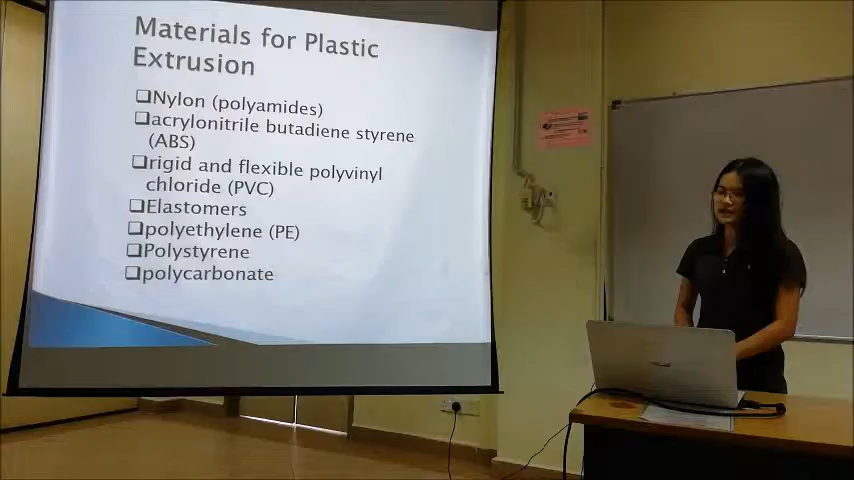 Materials for Plastic
Extrusion
❑Nylon (polyamides)
❑acrylonitrile butadiene styrene
(ABS)
❑rigid and flexible polyvinyl
chloride (PVC)
❑Elastomers
❑polyethylene (PE)
❑Polystyrene
❑polycarbonate